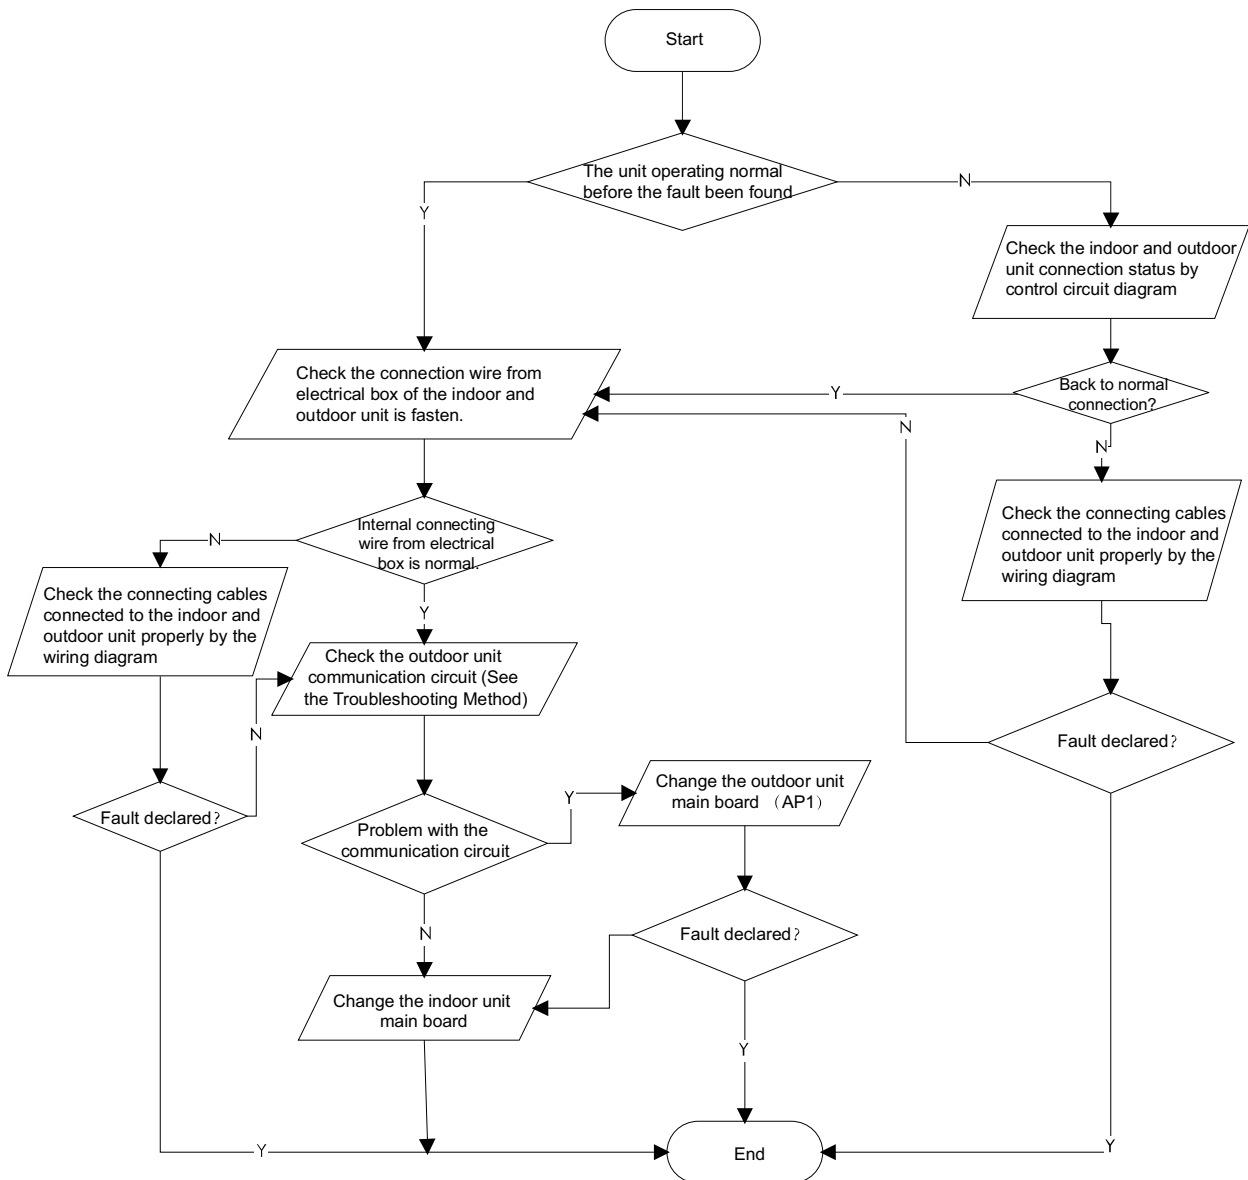 Start
The unit operating normal
before the fault been found
N
Y
Check the indoor and outdoor
unit connection status by
control circuit diagram
Check the connection wire from
electrical box of the indoor and
outdoor unit is fasten.
Y
Back to normal
connection?
N
N
Internal connecting
wire from electrical
box is normal.
N
Check the connecting cables
connected to the indoor and
outdoor unit properly by the
wiring diagram
Check the connecting cables
connected to the indoor and
outdoor unit properly by the
wiring diagram
Y
Check the outdoor unit
communication circuit (See
the Troubleshooting Method)
N
Fault declared?
Fault declared?
Problem with the
communication circuit
Y
Change the outdoor unit
main board （AP1）
N
Fault declared?
Change the indoor unit
main board
Y
Y
End
Y